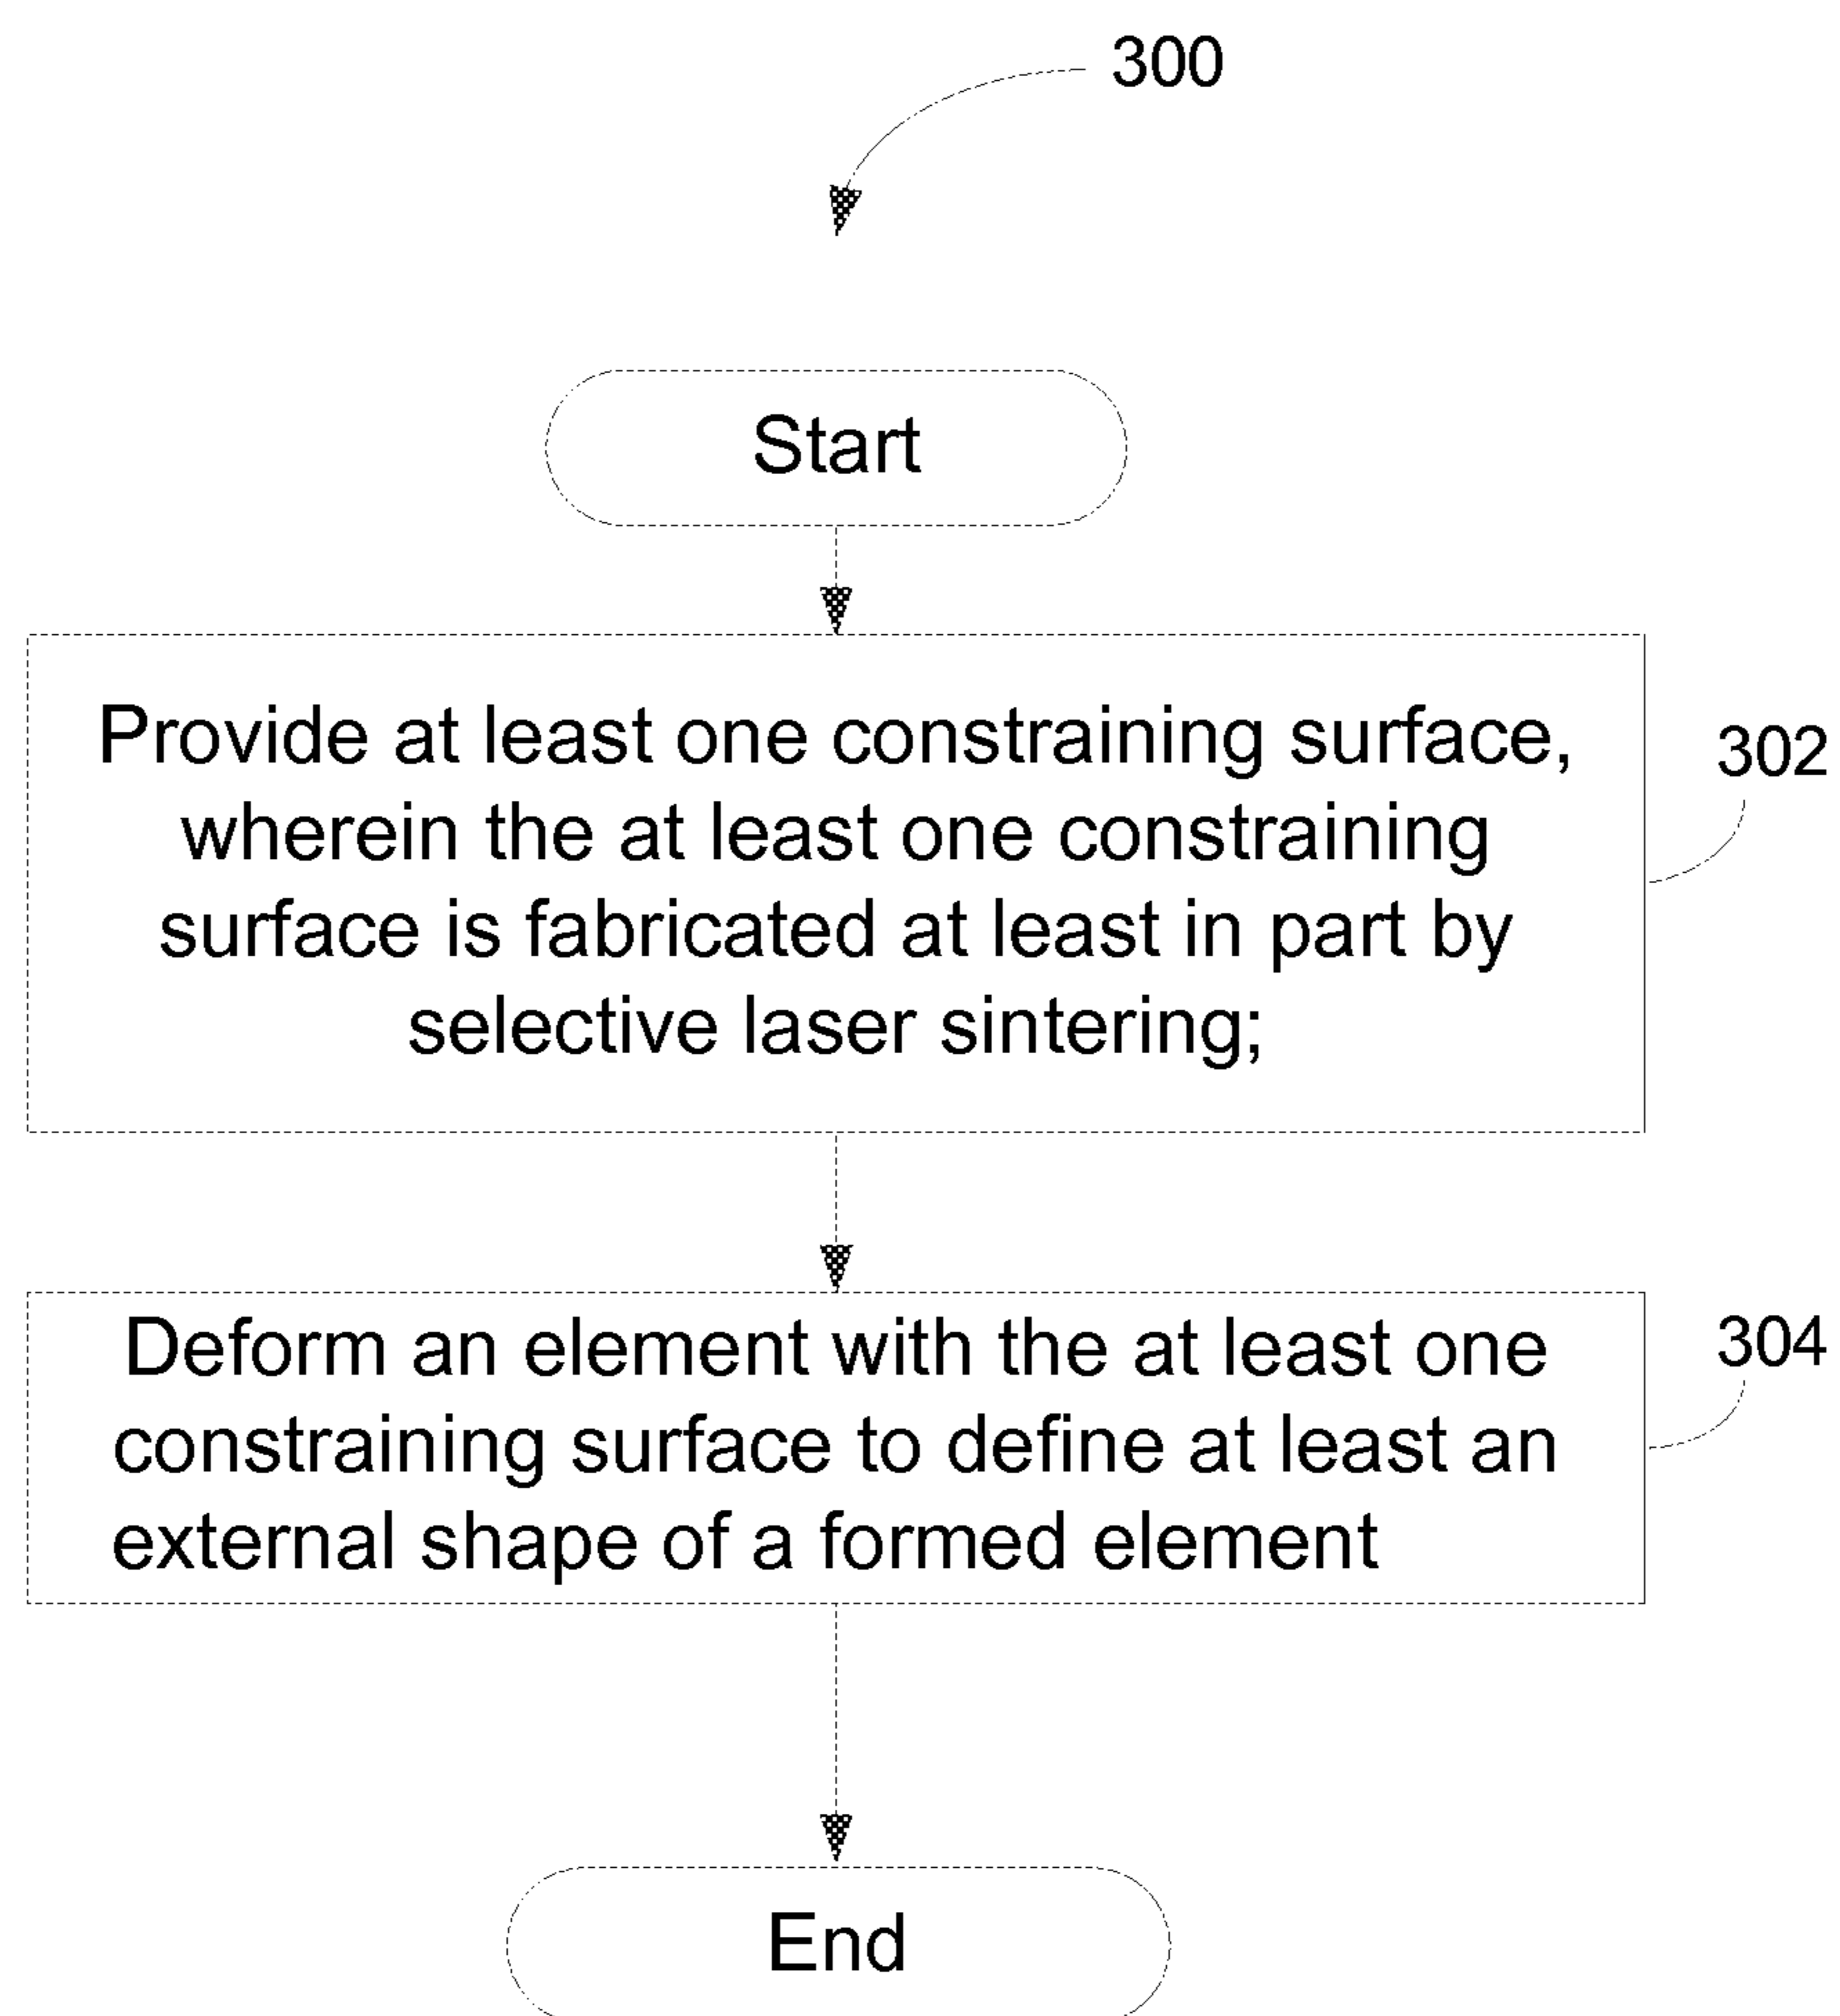 300
Start
Provide at least one constraining surface,
wherein the at least one constraining
surface is fabricated at least in part by
selective laser sintering;
302
Deform an element with the at least one
constraining surface to define at least an
external shape of a formed element
304
End